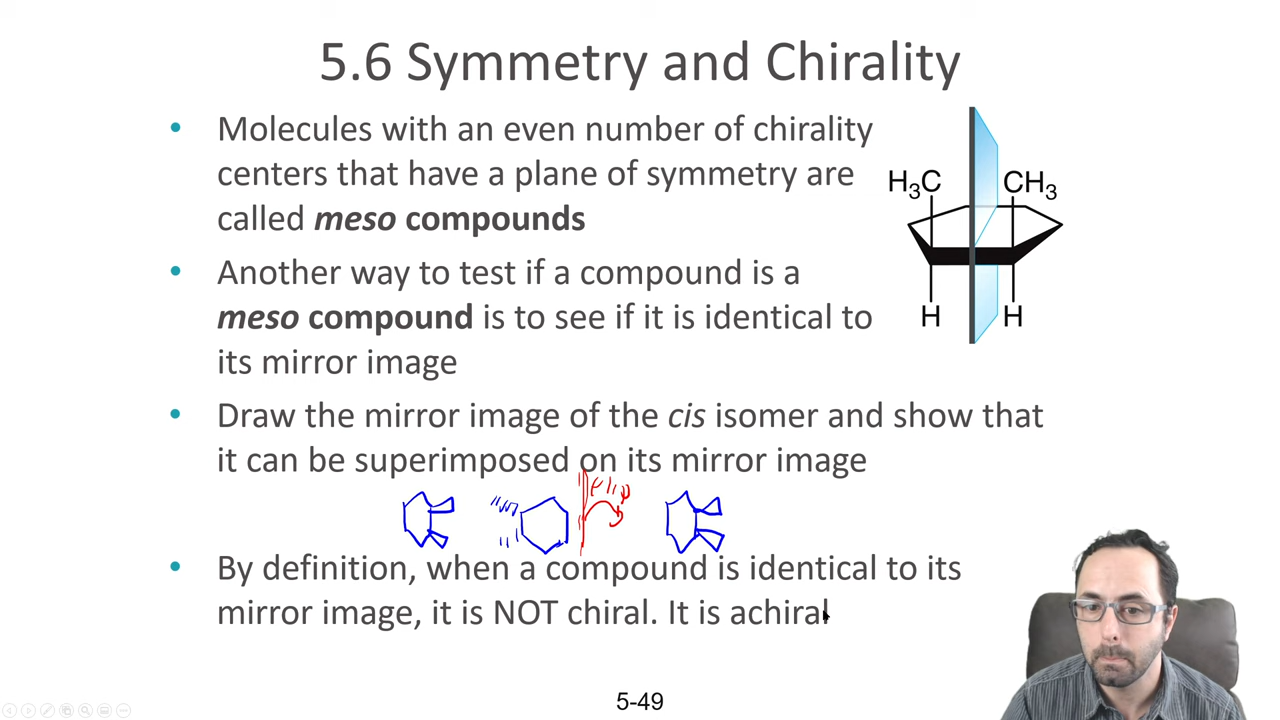 5.6 Symmetry and Chirality
• Molecules with an even number of chirality
centers that have a plane of symmetry are
called meso compounds
H₃C CH₃
H H
• Another way to test if a compound is a
meso compound is to see if it is identical to
its mirror image
• Draw the mirror image of the cis isomer and show that
it can be superimposed on its mirror image
Flip
• By definition, when a compound is identical to its
mirror image, it is NOT chiral. It is achiral
5-49